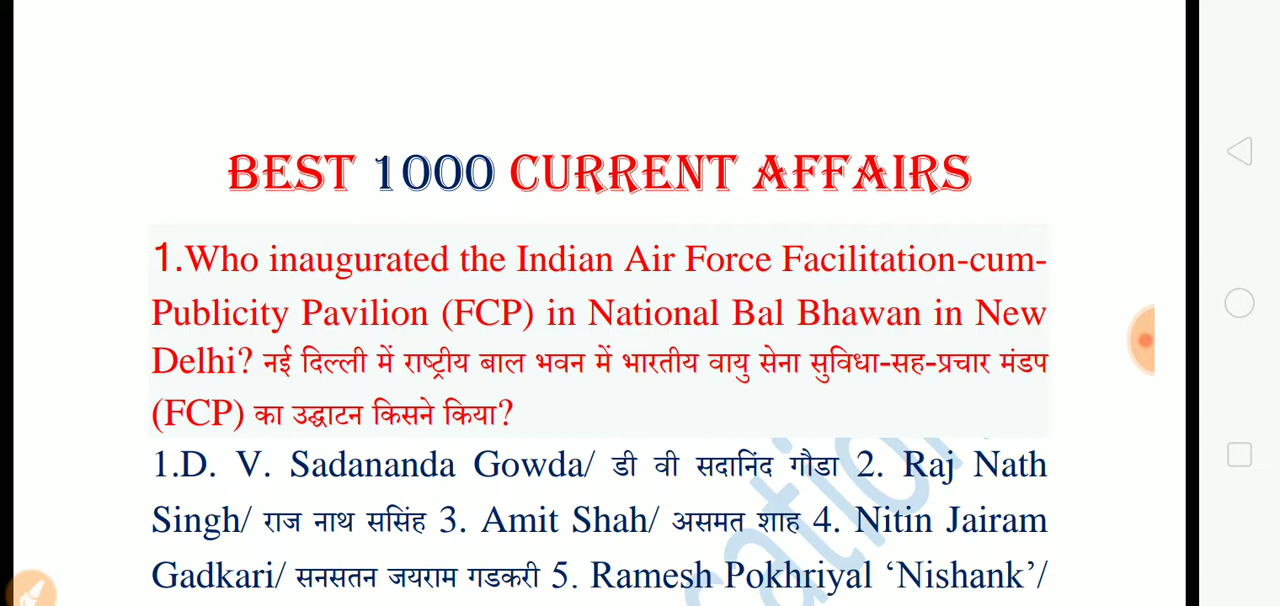 BEST 1000 CURRENT AFFAIRS
1.Who inaugurated the Indian Air Force Facilitation-cum-
Publicity Pavilion (FCP) in National Bal Bhawan in New
Delhi? नई दिल्ली में राष्ट्रीय बाल भवन में भारतीय वायु सेना सुविधा-सह-प्रचार मंडप
(FCP) का उद्घाटन किसने किया?
1.D. V. Sadananda Gowda/ डी वी सदानिंद गौडा 2. Raj Nath
Singh/ राज नाथ ससिंह 3. Amit Shah/ असमत शाह 4. Nitin Jairam
Gadkari/ सनसतन जयराम गडकरी 5. Ramesh Pokhriyal ‘Nishank’/